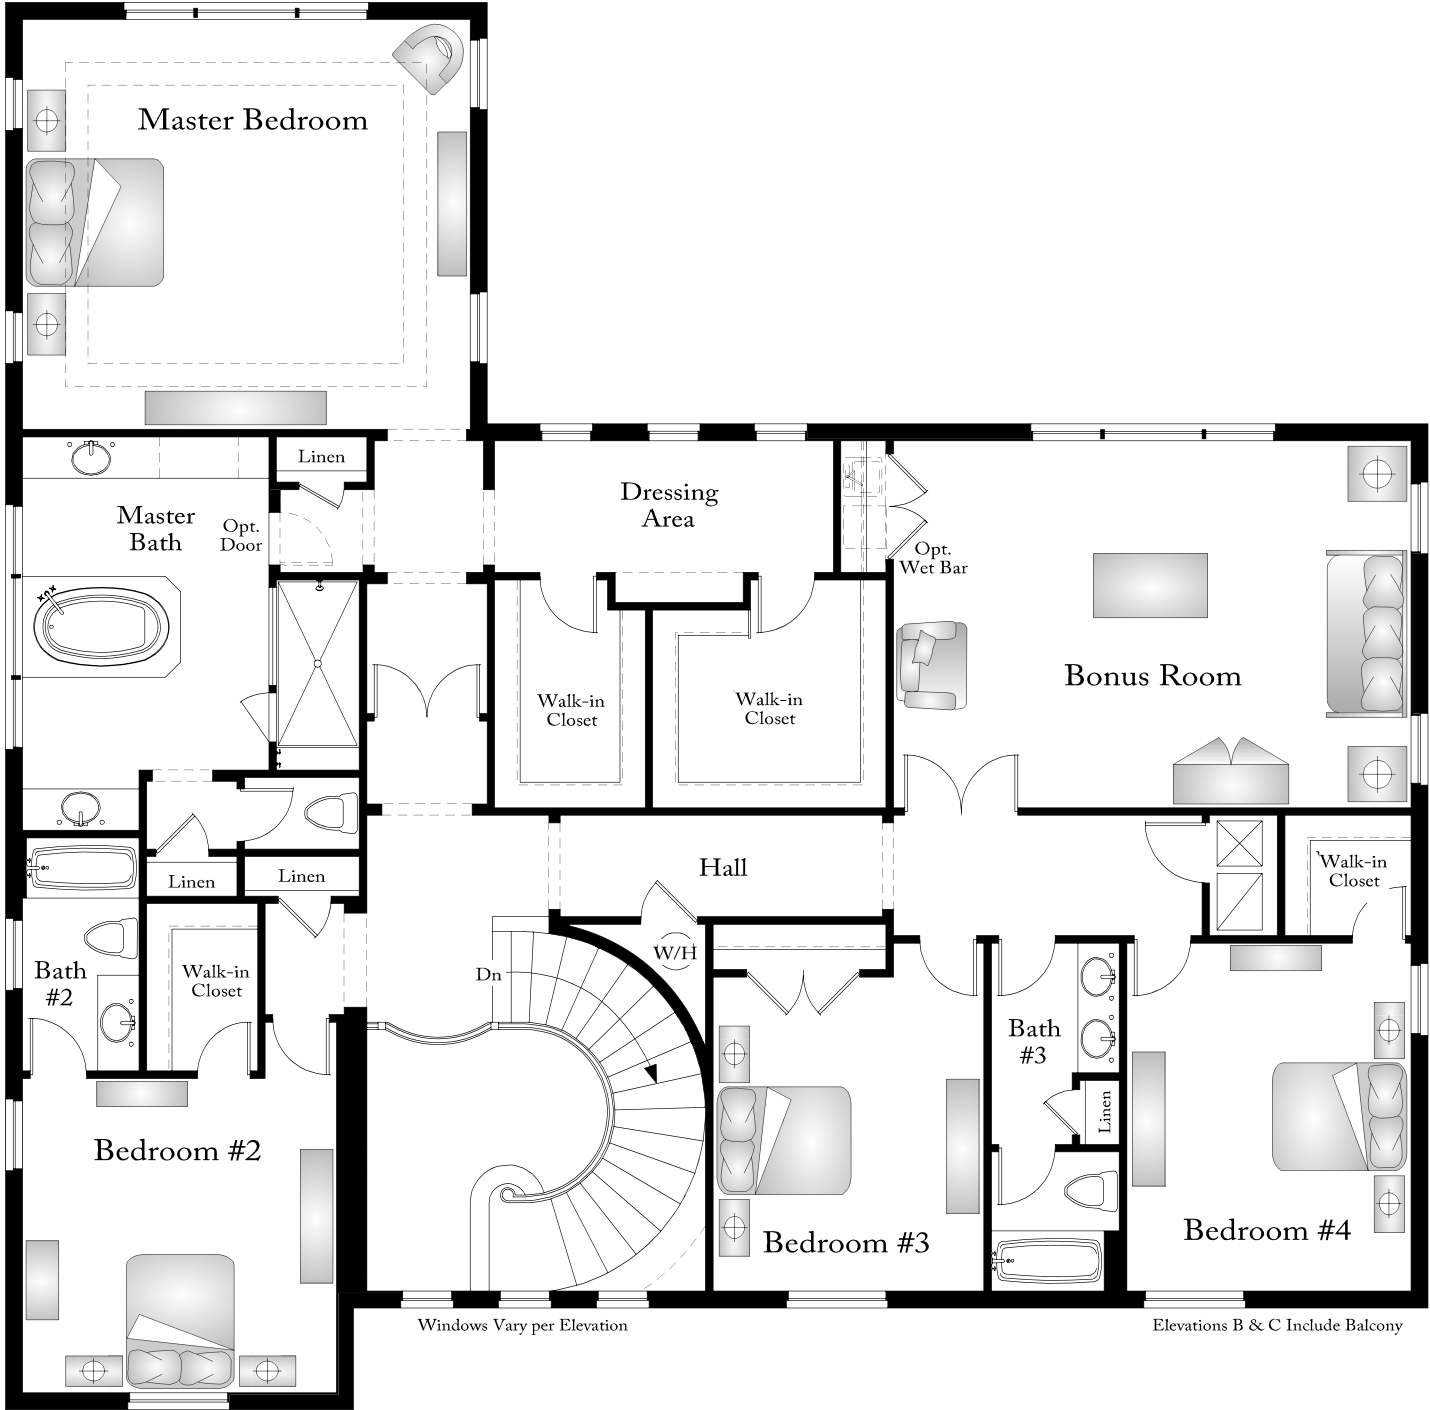 Master Bedroom
Linen
Dressing
Area
Master
Bath
Opt.
Door
Opt.
Wet Bar
Bonus Room
Walk-in
Closet
Walk-in
Closet
Hall
Walk-in
Closet
Linen
Linen
W/H
Dn
Bath
#2
Walk-in
Closet
Bath
#3
Linen
Bedroom #2
Bedroom #3
Bedroom #4
Windows Vary per Elevation
Elevations B & C Include Balcony